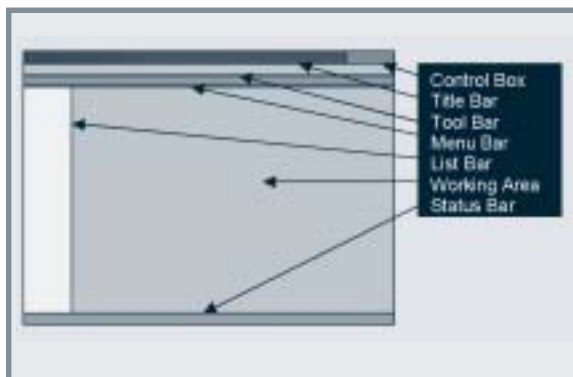 Control Box
Title Bar
Tool Bar
Menu Bar
List Bar
Working Area
Status Bar